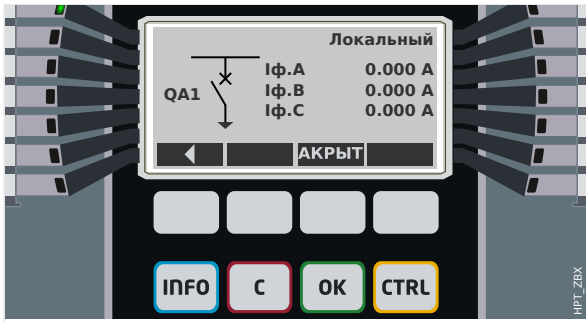 Локальный
Iф.A 0.000 A
QA1 Iф.B 0.000 A
Iф.C 0.000 A
АКРЫТ
INFO C OK CTRL
HPT_ZBX